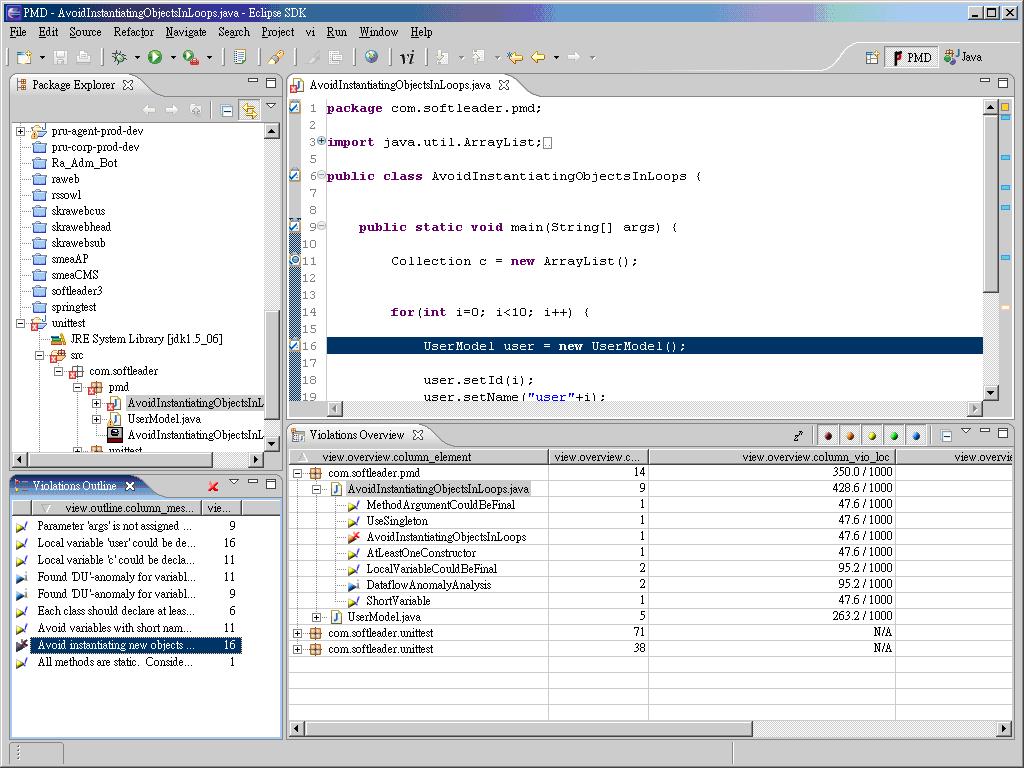 PMD - AvoidInstantiatingObjectsInLoops.java - Eclipse SDK
File Edit Source Refactor Navigate Search Project vi Run Window Help
vi PMD Java
Package Explorer
pru-agent-prod-dev
pru-corp-prod-dev
Ra_Adm_Bot
raweb
rssowl
skrawebcus
skrawebhead
skrawebsub
smeaAP
smeaCMS
softleader3
springtest
unittest
JRE System Library [jdk1.5_06]
src
com.softleader
pmd
AvoidInstantiatingObjectsInL
UserModel.java
AvoidInstantiatingObjectsInL
unittest
AvoidInstantiatingObjectsInLoops.java
1 package com.softleader.pmd;
2
3 import java.util.ArrayList;
5
6 public class AvoidInstantiatingObjectsInLoops {
7
8
9 public static void main(String[] args) {
10
11 Collection c = new ArrayList();
12
13
14 for(int i=0; i<10; i++) {
15
16 UserModel user = new UserModel();
17
18 user.setId(i);
19 user.setName("user"+i);
Violations Outline
view.outline.column_mes... vie...
Parameter 'args' is not assigned ... 9
Local variable 'user' could be de... 16
Local variable 'c' could be decla... 11
Found 'DU'-anomaly for variabl... 11
Found 'DU'-anomaly for variabl... 9
Each class should declare at leas... 6
Avoid variables with short nam... 11
Avoid instantiating new objects ... 16
All methods are static. Conside... 1
Violations Overview
view.overview.column_element view.overview.c... view.overview.column_vio_loc view.overvie
com.softleader.pmd 14 350.0 / 1000
AvoidInstantiatingObjectsInLoops.java 9 428.6 / 1000
MethodArgumentCouldBeFinal 1 47.6 / 1000
UseSingleton 1 47.6 / 1000
AvoidInstantiatingObjectsInLoops 1 47.6 / 1000
AtLeastOneConstructor 1 47.6 / 1000
LocalVariableCouldBeFinal 2 95.2 / 1000
DataflowAnomalyAnalysis 2 95.2 / 1000
ShortVariable 1 47.6 / 1000
UserModel.java 5 263.2 / 1000
com.softleader.unittest 71 N/A
com.softleader.unittest 38 N/A